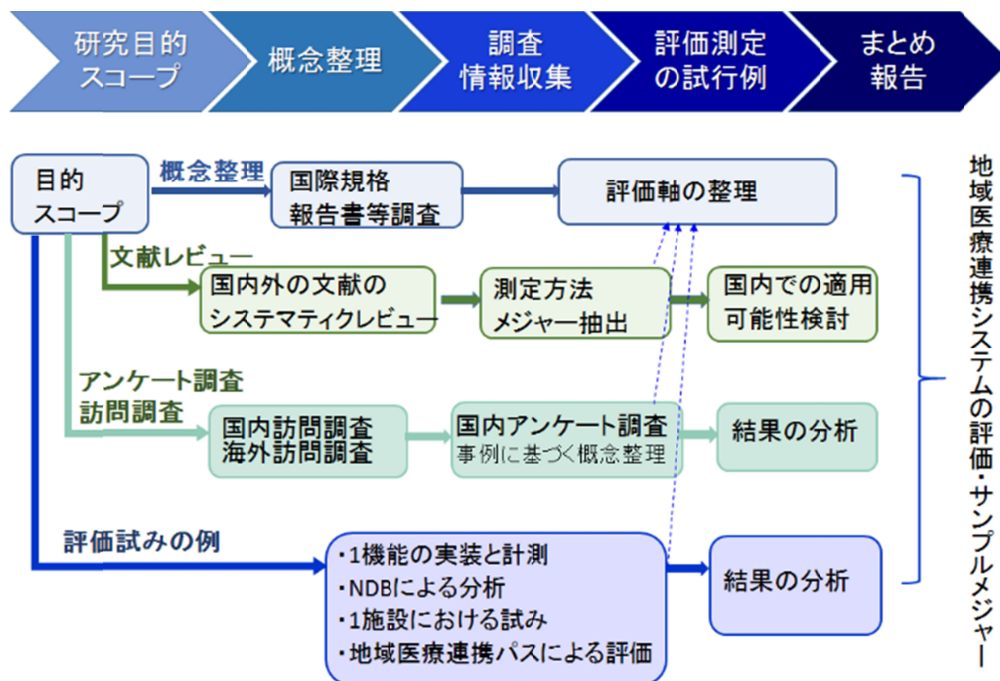 研究目的
スコープ
概念整理
調査
情報収集
評価測定
の試行例
まとめ
報告
目的
スコープ
概念整理
国際規格
報告書等調査
評価軸の整理
文献レビュー
国内外の文献の
システマティクレビュー
測定方法
メジャー抽出
国内での適用
可能性検討
アンケート調査
訪問調査
国内訪問調査
海外訪問調査
国内アンケート調査
事例に基づく概念整理
結果の分析
評価試みの例
・1機能の実装と計測
・NDBによる分析
・1施設における試み
・地域医療連携パスによる評価
結果の分析
地域医療連携システムの評価・サンプルメジャー